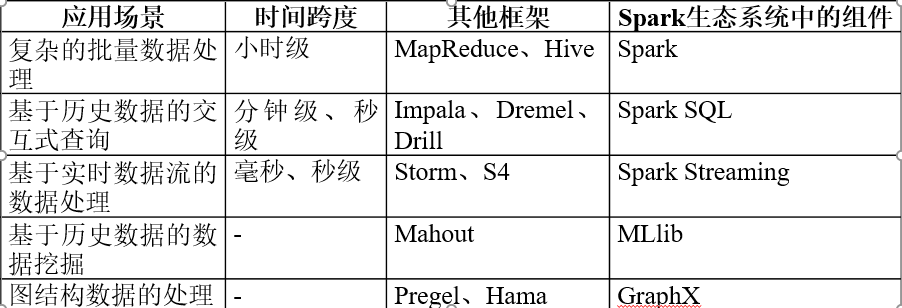 应用场景 时间跨度 其他框架 Spark生态系统中的组件
复杂的批量数据处 小时级 MapReduce、Hive Spark
理
基于历史数据的交 分钟级、秒 Impala、Dremel、 Spark SQL
互式查询 级 Drill
基于实时数据流的 毫秒、秒级 Storm、S4 Spark Streaming
数据处理
基于历史数据的数 - Mahout MLlib
据挖掘
图结构数据的处理 - Pregel、Hama GraphX